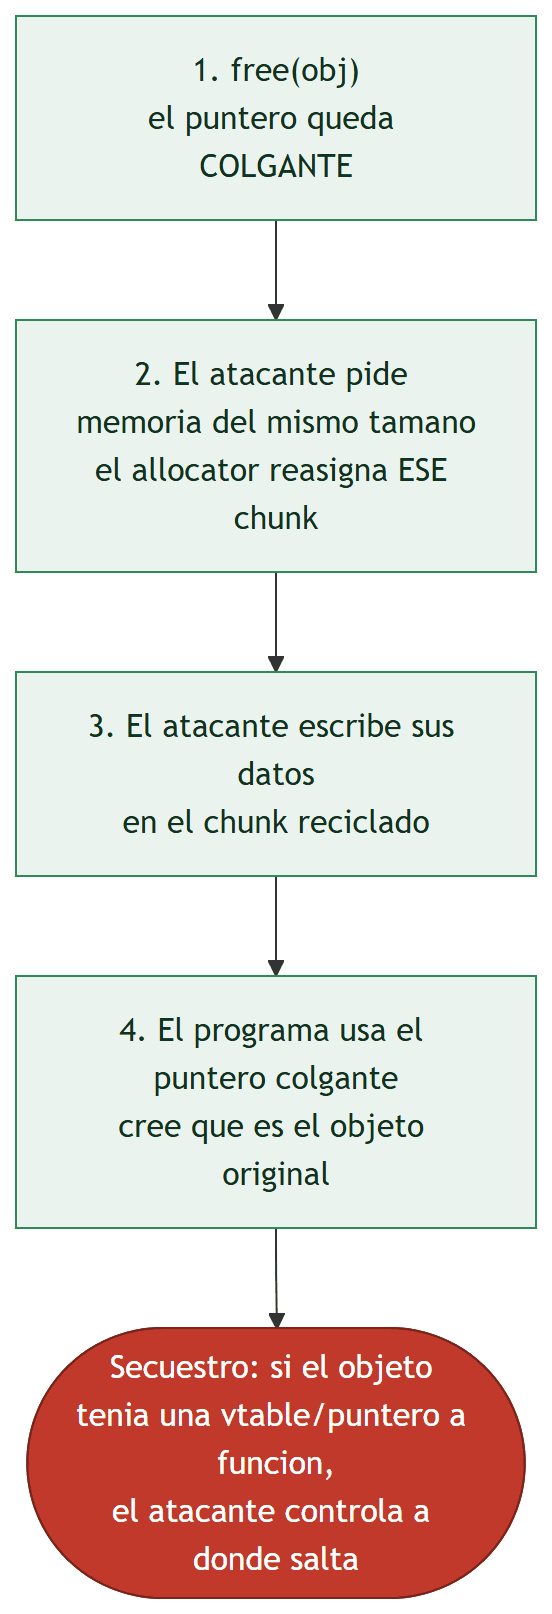 1. free(obj)
el puntero queda
COLGANTE
2. El atacante pide
memoria del mismo tamano
el allocator reasigna ESE
chunk
3. El atacante escribe sus
datos
en el chunk reciclado
4. El programa usa el
puntero colgante
cree que es el objeto
original
Secuestro: si el objeto
tenia una vtable/puntero a
funcion,
el atacante controla a
donde salta